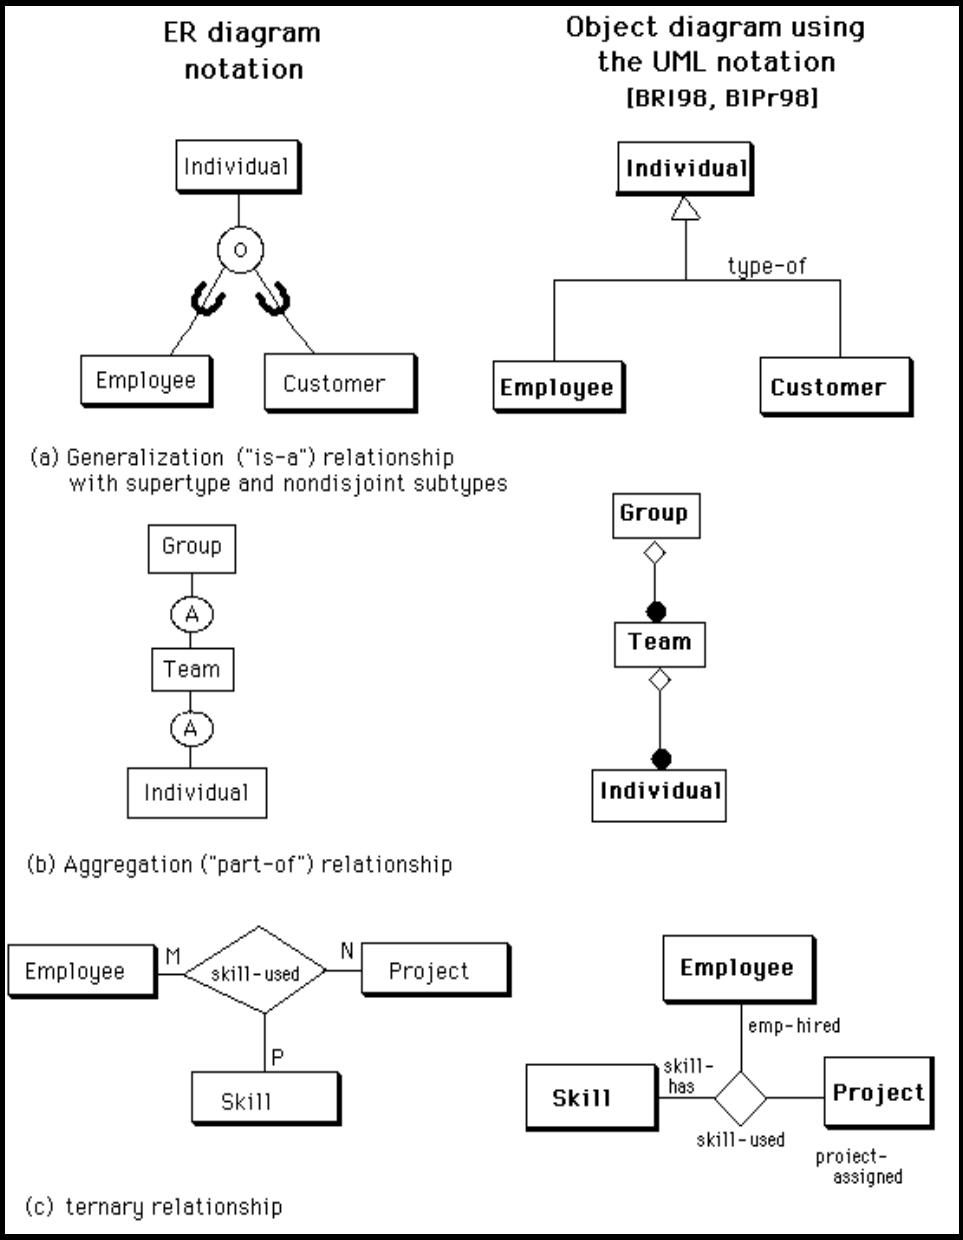 ER diagram
notation
Object diagram using
the UML notation
[BRI98, BlPr98]
Individual
O
Employee
Customer
Individual
type-of
Employee
Customer
(a) Generalization ("is-a") relationship
with supertype and nondisjoint subtypes
Group
A
Team
A
Individual
Group
Team
Individual
(b) Aggregation ("part-of") relationship
Employee
M
skill-used
N
Project
P
Skill
Employee
emp-hired
Skill
skill-
has
Project
skill-used
project-
assigned
(c) ternary relationship